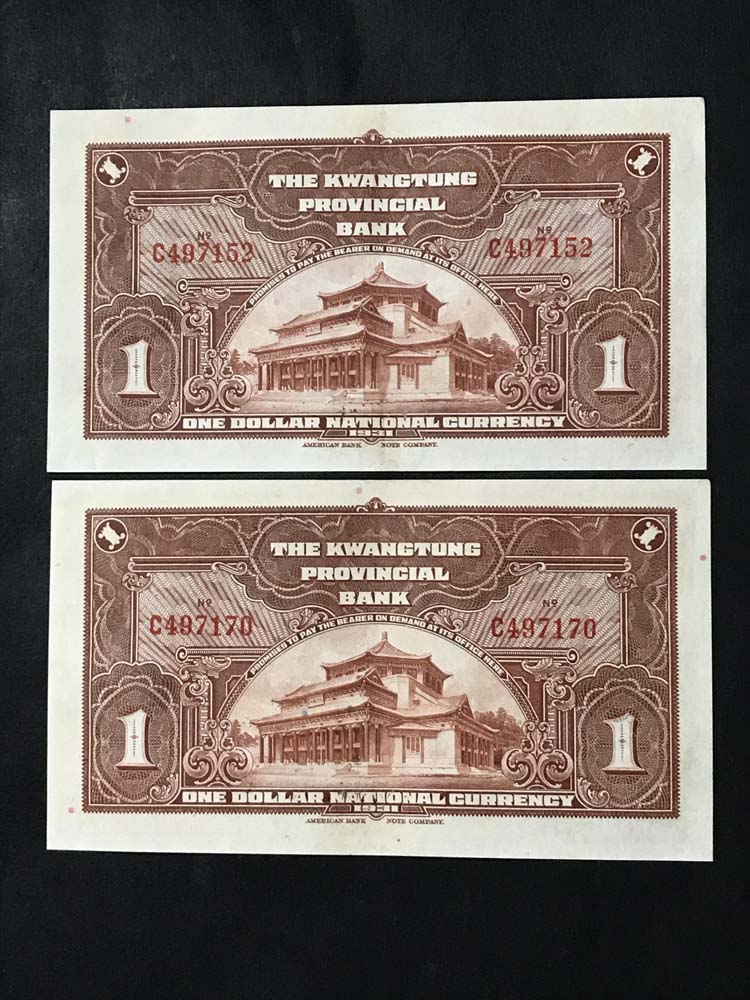 THE KWANGTUNG
PROVINCIAL
BANK
Nº Nº
C497152 C497152
PROMISES TO PAY THE BEARER ON DEMAND AT ITS OFFICE HERE
1 1
ONE DOLLAR NATIONAL CURRENCY
1931
AMERICAN BANK NOTE COMPANY.
THE KWANGTUNG
PROVINCIAL
BANK
Nº Nº
C497170 C497170
PROMISES TO PAY THE BEARER ON DEMAND AT ITS OFFICE HERE
1 1
ONE DOLLAR NATIONAL CURRENCY
1931
AMERICAN BANK NOTE COMPANY.